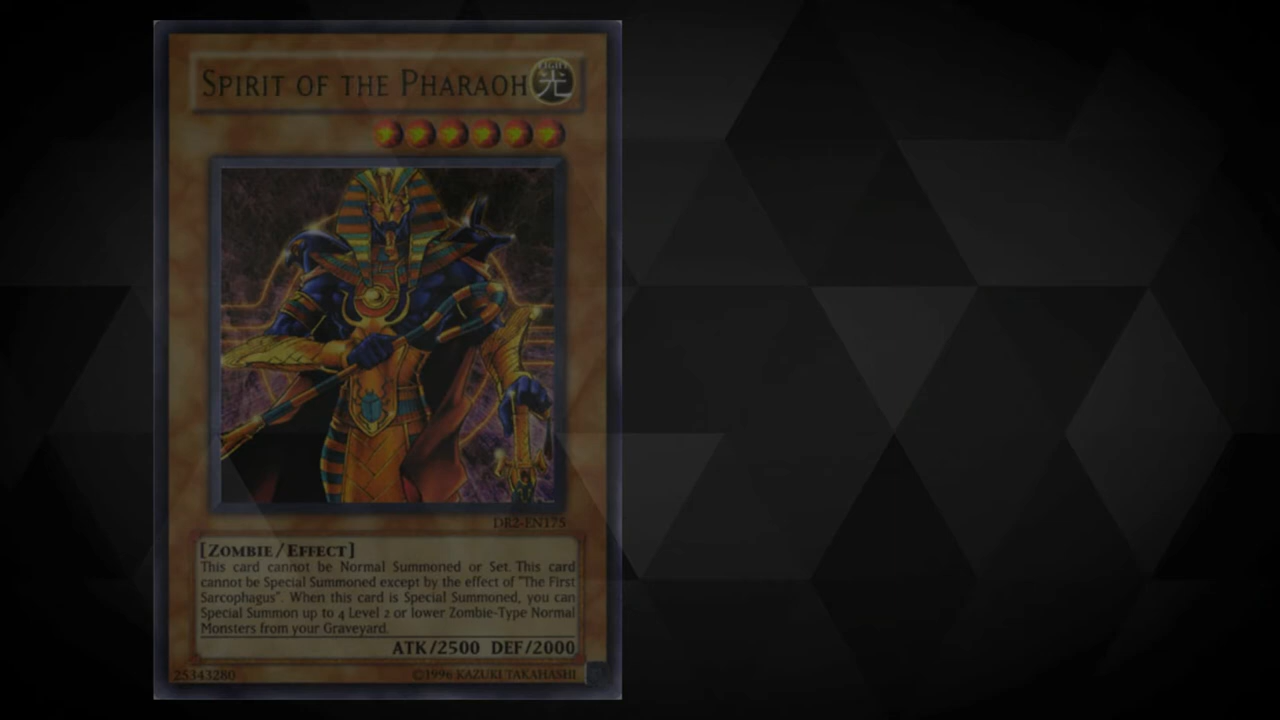 Spirit of the Pharaoh
LIGHT
光
DR2-EN175
[Zombie/Effect]
This card cannot be Normal Summoned or Set. This card
cannot be Special Summoned except by the effect of "The First
Sarcophagus". When this card is Special Summoned, you can
Special Summon up to 4 Level 2 or lower Zombie-Type Normal
Monsters from your Graveyard.
ATK/2500 DEF/2000
25343280
©1996 KAZUKI TAKAHASHI